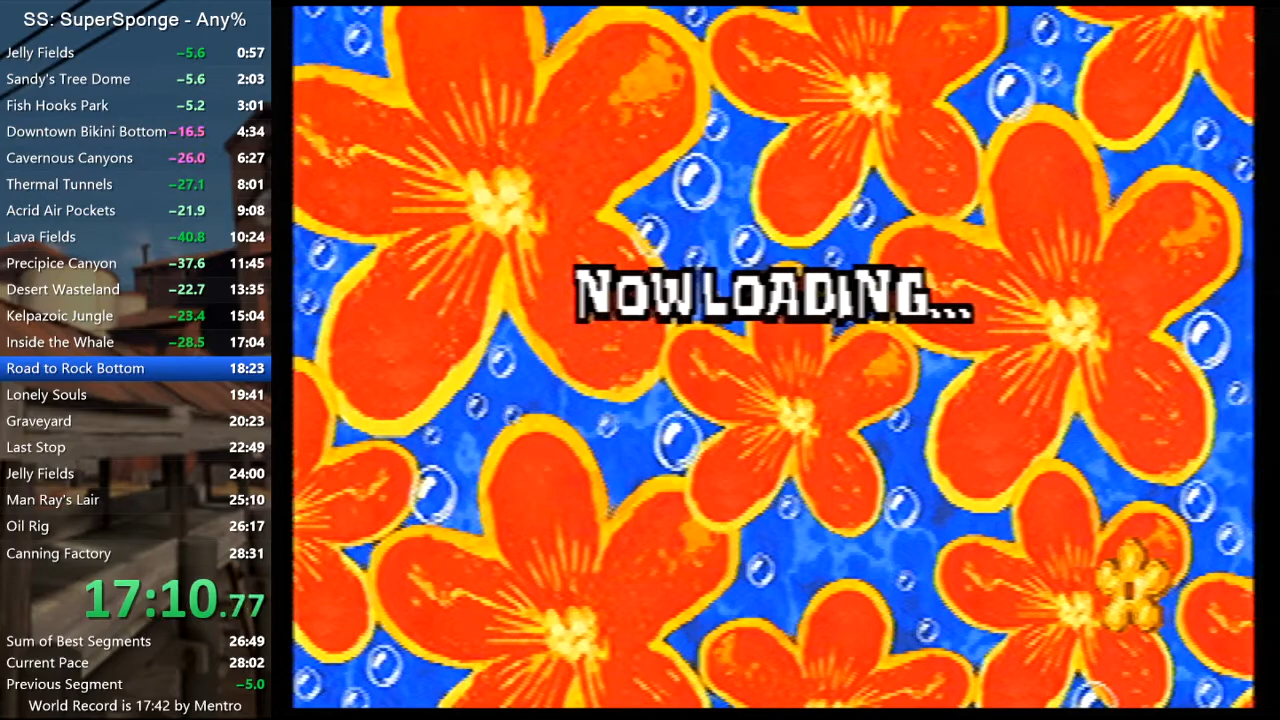 SS: SuperSponge - Any%
Jelly Fields −5.6 0:57
Sandy's Tree Dome −5.6 2:03
Fish Hooks Park −5.2 3:01
Downtown Bikini Bottom −16.5 4:34
Cavernous Canyons −26.0 6:27
Thermal Tunnels −27.1 8:01
Acrid Air Pockets −21.9 9:08
Lava Fields −40.8 10:24
Precipice Canyon −37.6 11:45
Desert Wasteland −22.7 13:35
Kelpazoic Jungle −23.4 15:04
Inside the Whale −28.5 17:04
Road to Rock Bottom 18:23
Lonely Souls 19:41
Graveyard 20:23
Last Stop 22:49
Jelly Fields 24:00
Man Ray's Lair 25:10
Oil Rig 26:17
Canning Factory 28:31
17:10.77
Sum of Best Segments 26:49
Current Pace 28:02
Previous Segment −5.0
World Record is 17:42 by Mentro
NOW LOADING...